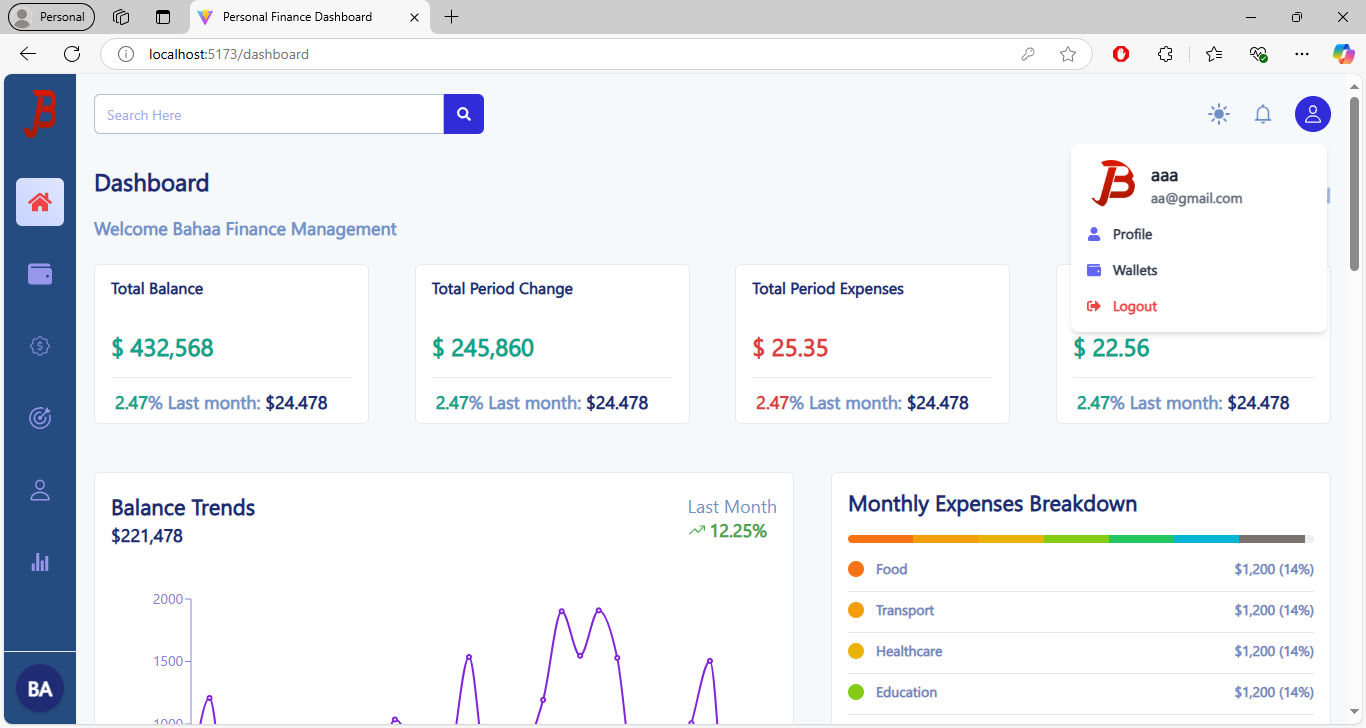 Personal
Personal Finance Dashboard
localhost:5173/dashboard
B
Search Here
Dashboard
Welcome Bahaa Finance Management
B
aaa
aa@gmail.com
Profile
Wallets
Logout
Total Balance
$ 432,568
2.47% Last month: $24.478
Total Period Change
$ 245,860
2.47% Last month: $24.478
Total Period Expenses
$ 25.35
2.47% Last month: $24.478
$ 22.56
2.47% Last month: $24.478
Balance Trends
$221,478
Last Month
12.25%
2000
1500
1000
Monthly Expenses Breakdown
Food $1,200 (14%)
Transport $1,200 (14%)
Healthcare $1,200 (14%)
Education $1,200 (14%)
BA